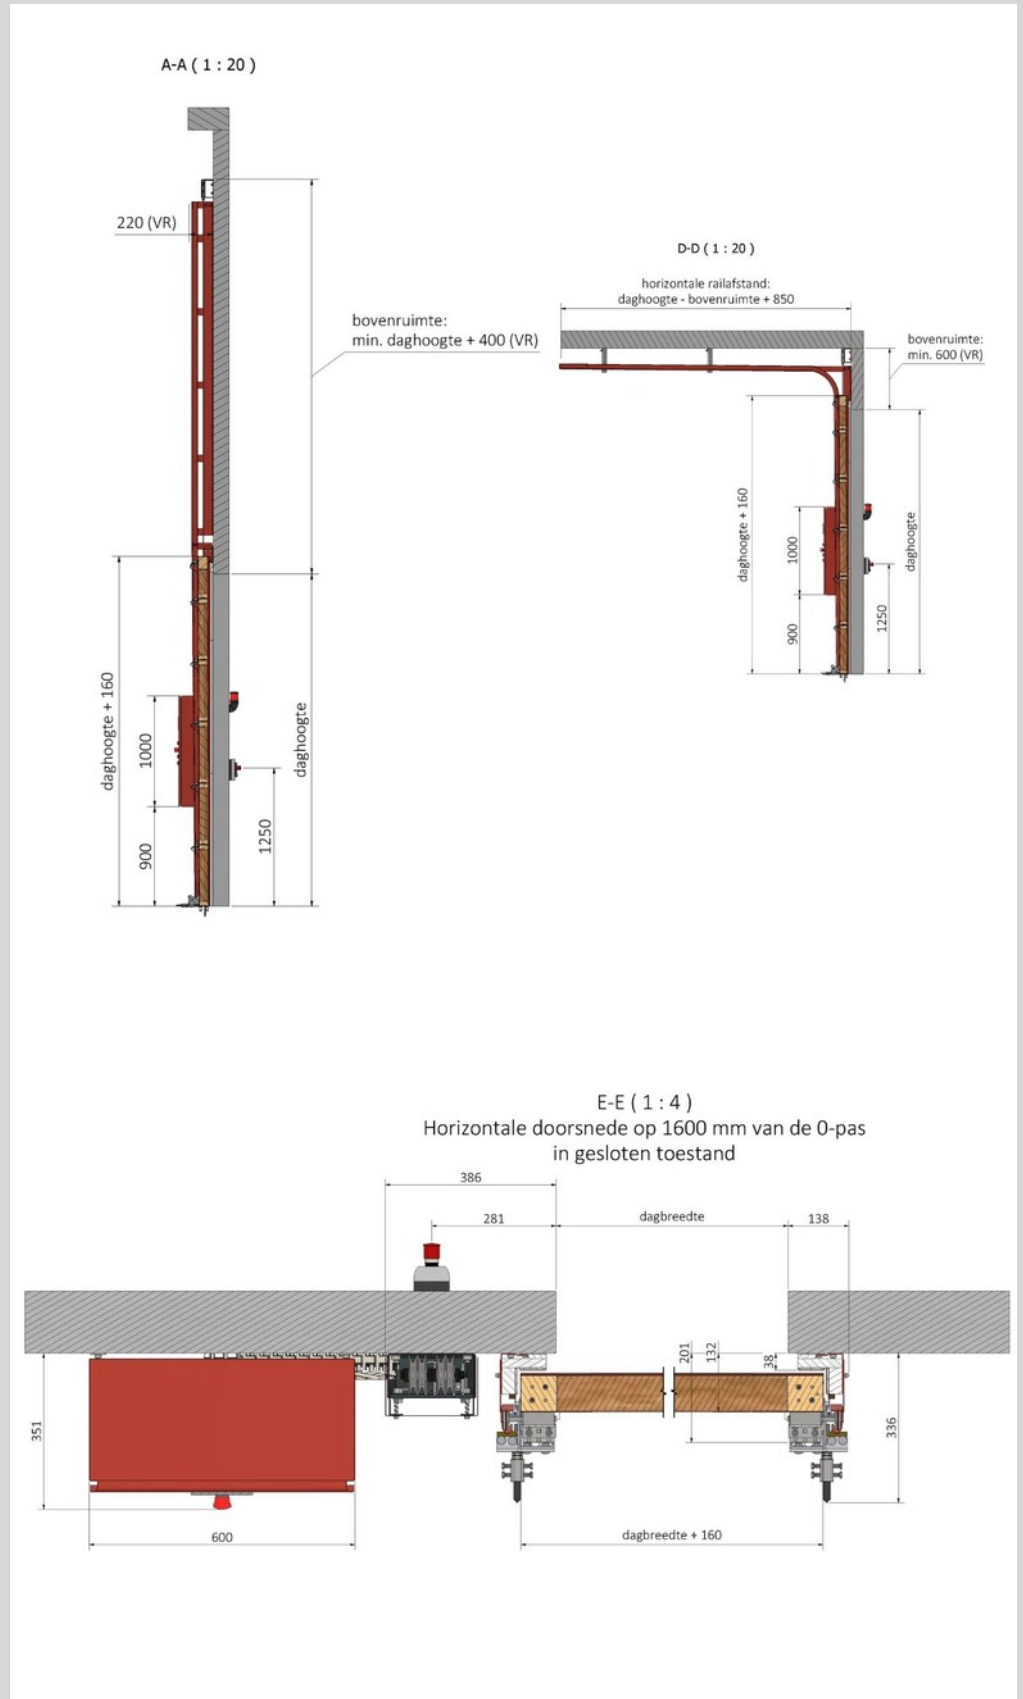 A-A ( 1 : 20 )
220 (VR)
bovenruimte:
min. daghoogte + 400 (VR)
daghoogte + 160
1000
900
daghoogte
1250
D-D ( 1 : 20 )
horizontale railafstand:
daghoogte - bovenruimte + 850
bovenruimte:
min. 600 (VR)
daghoogte + 160
1000
900
daghoogte
1250
E-E ( 1 : 4 )
Horizontale doorsnede op 1600 mm van de 0-pas
in gesloten toestand
386
281
dagbreedte
138
201
132
38
351
336
600
dagbreedte + 160